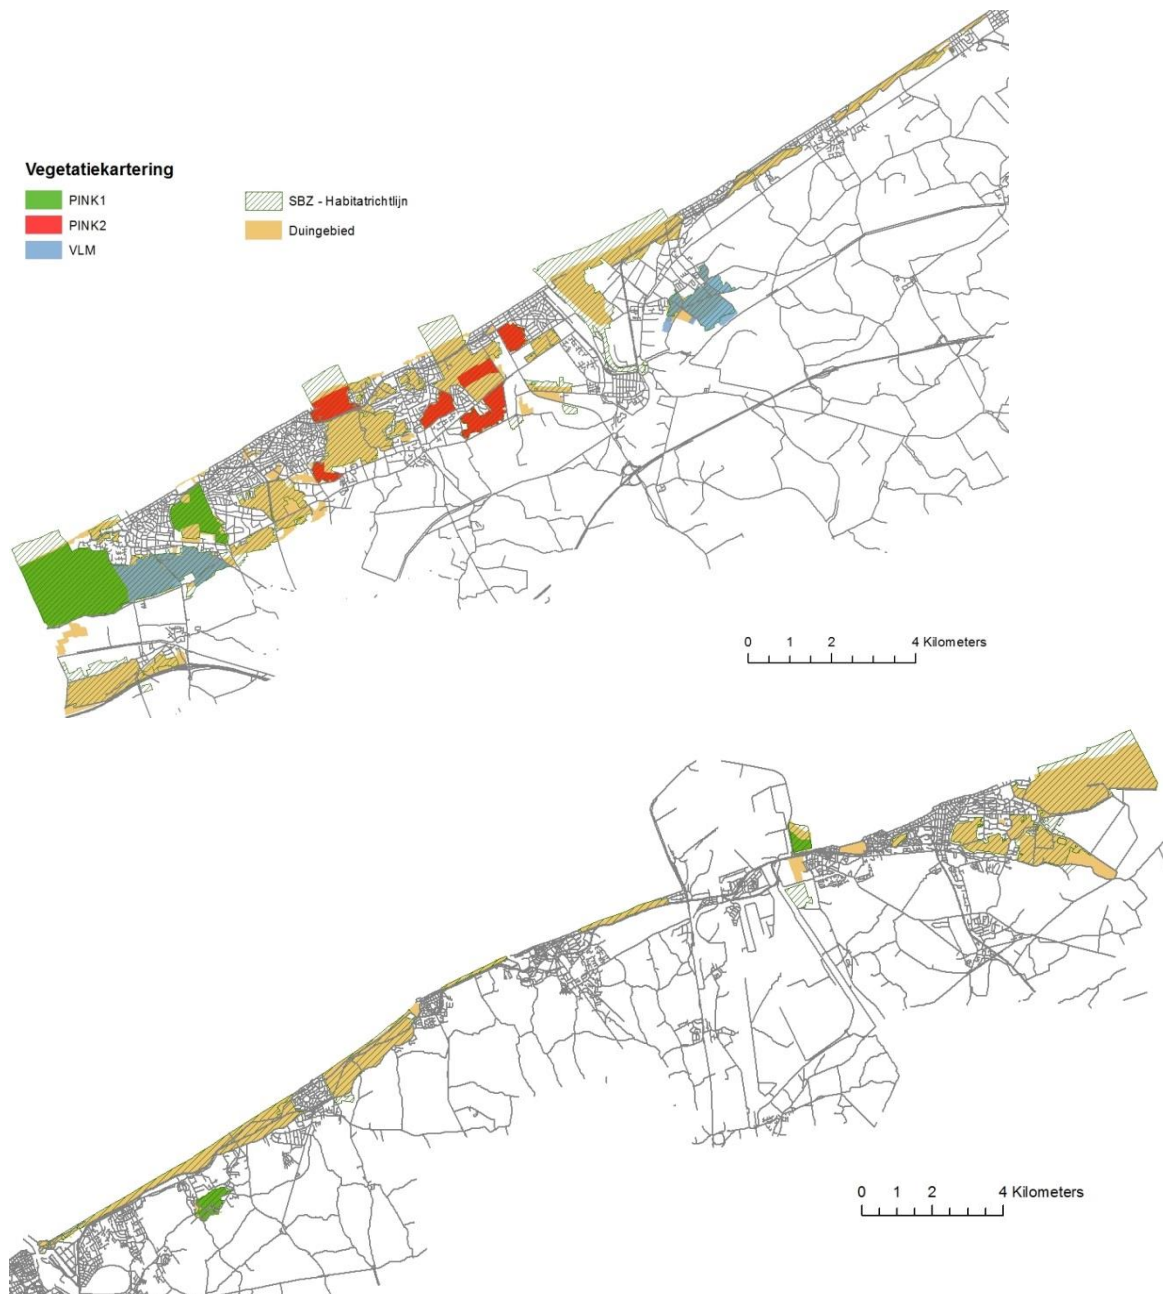 Vegetatiekartering
PINK1
PINK2
VLM
SBZ - Habitatrichtlijn
Duingebied
0 1 2 4 Kilometers
0 1 2 4 Kilometers